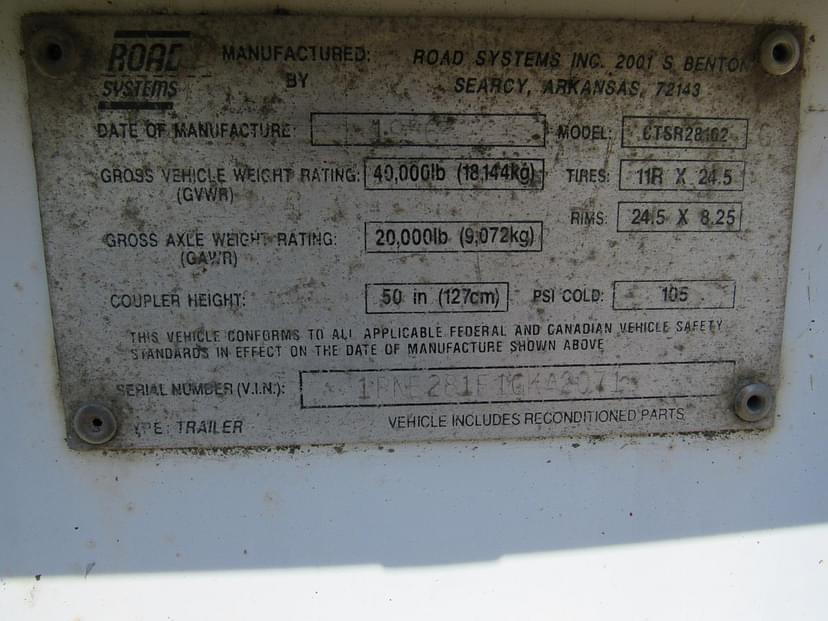 ROAD SYSTEMS
MANUFACTURED BY: ROAD SYSTEMS INC. 2001 S. BENTON
SEARCY, ARKANSAS, 72143
DATE OF MANUFACTURE:
MODEL: CTSR28102
GROSS VEHICLE WEIGHT RATING: (GVWR) 40,000lb (18,144kg)
TIRES: 11R X 24.5
RIMS: 24.5 X 8.25
GROSS AXLE WEIGHT RATING: (GAWR) 20,000lb (9,072kg)
COUPLER HEIGHT: 50 in (127cm)
PSI COLD: 105
THIS VEHICLE CONFORMS TO ALL APPLICABLE FEDERAL AND CANADIAN VEHICLE SAFETY
STANDARDS IN EFFECT ON THE DATE OF MANUFACTURE SHOWN ABOVE
SERIAL NUMBER (V.I.N.):
TYPE: TRAILER
VEHICLE INCLUDES RECONDITIONED PARTS